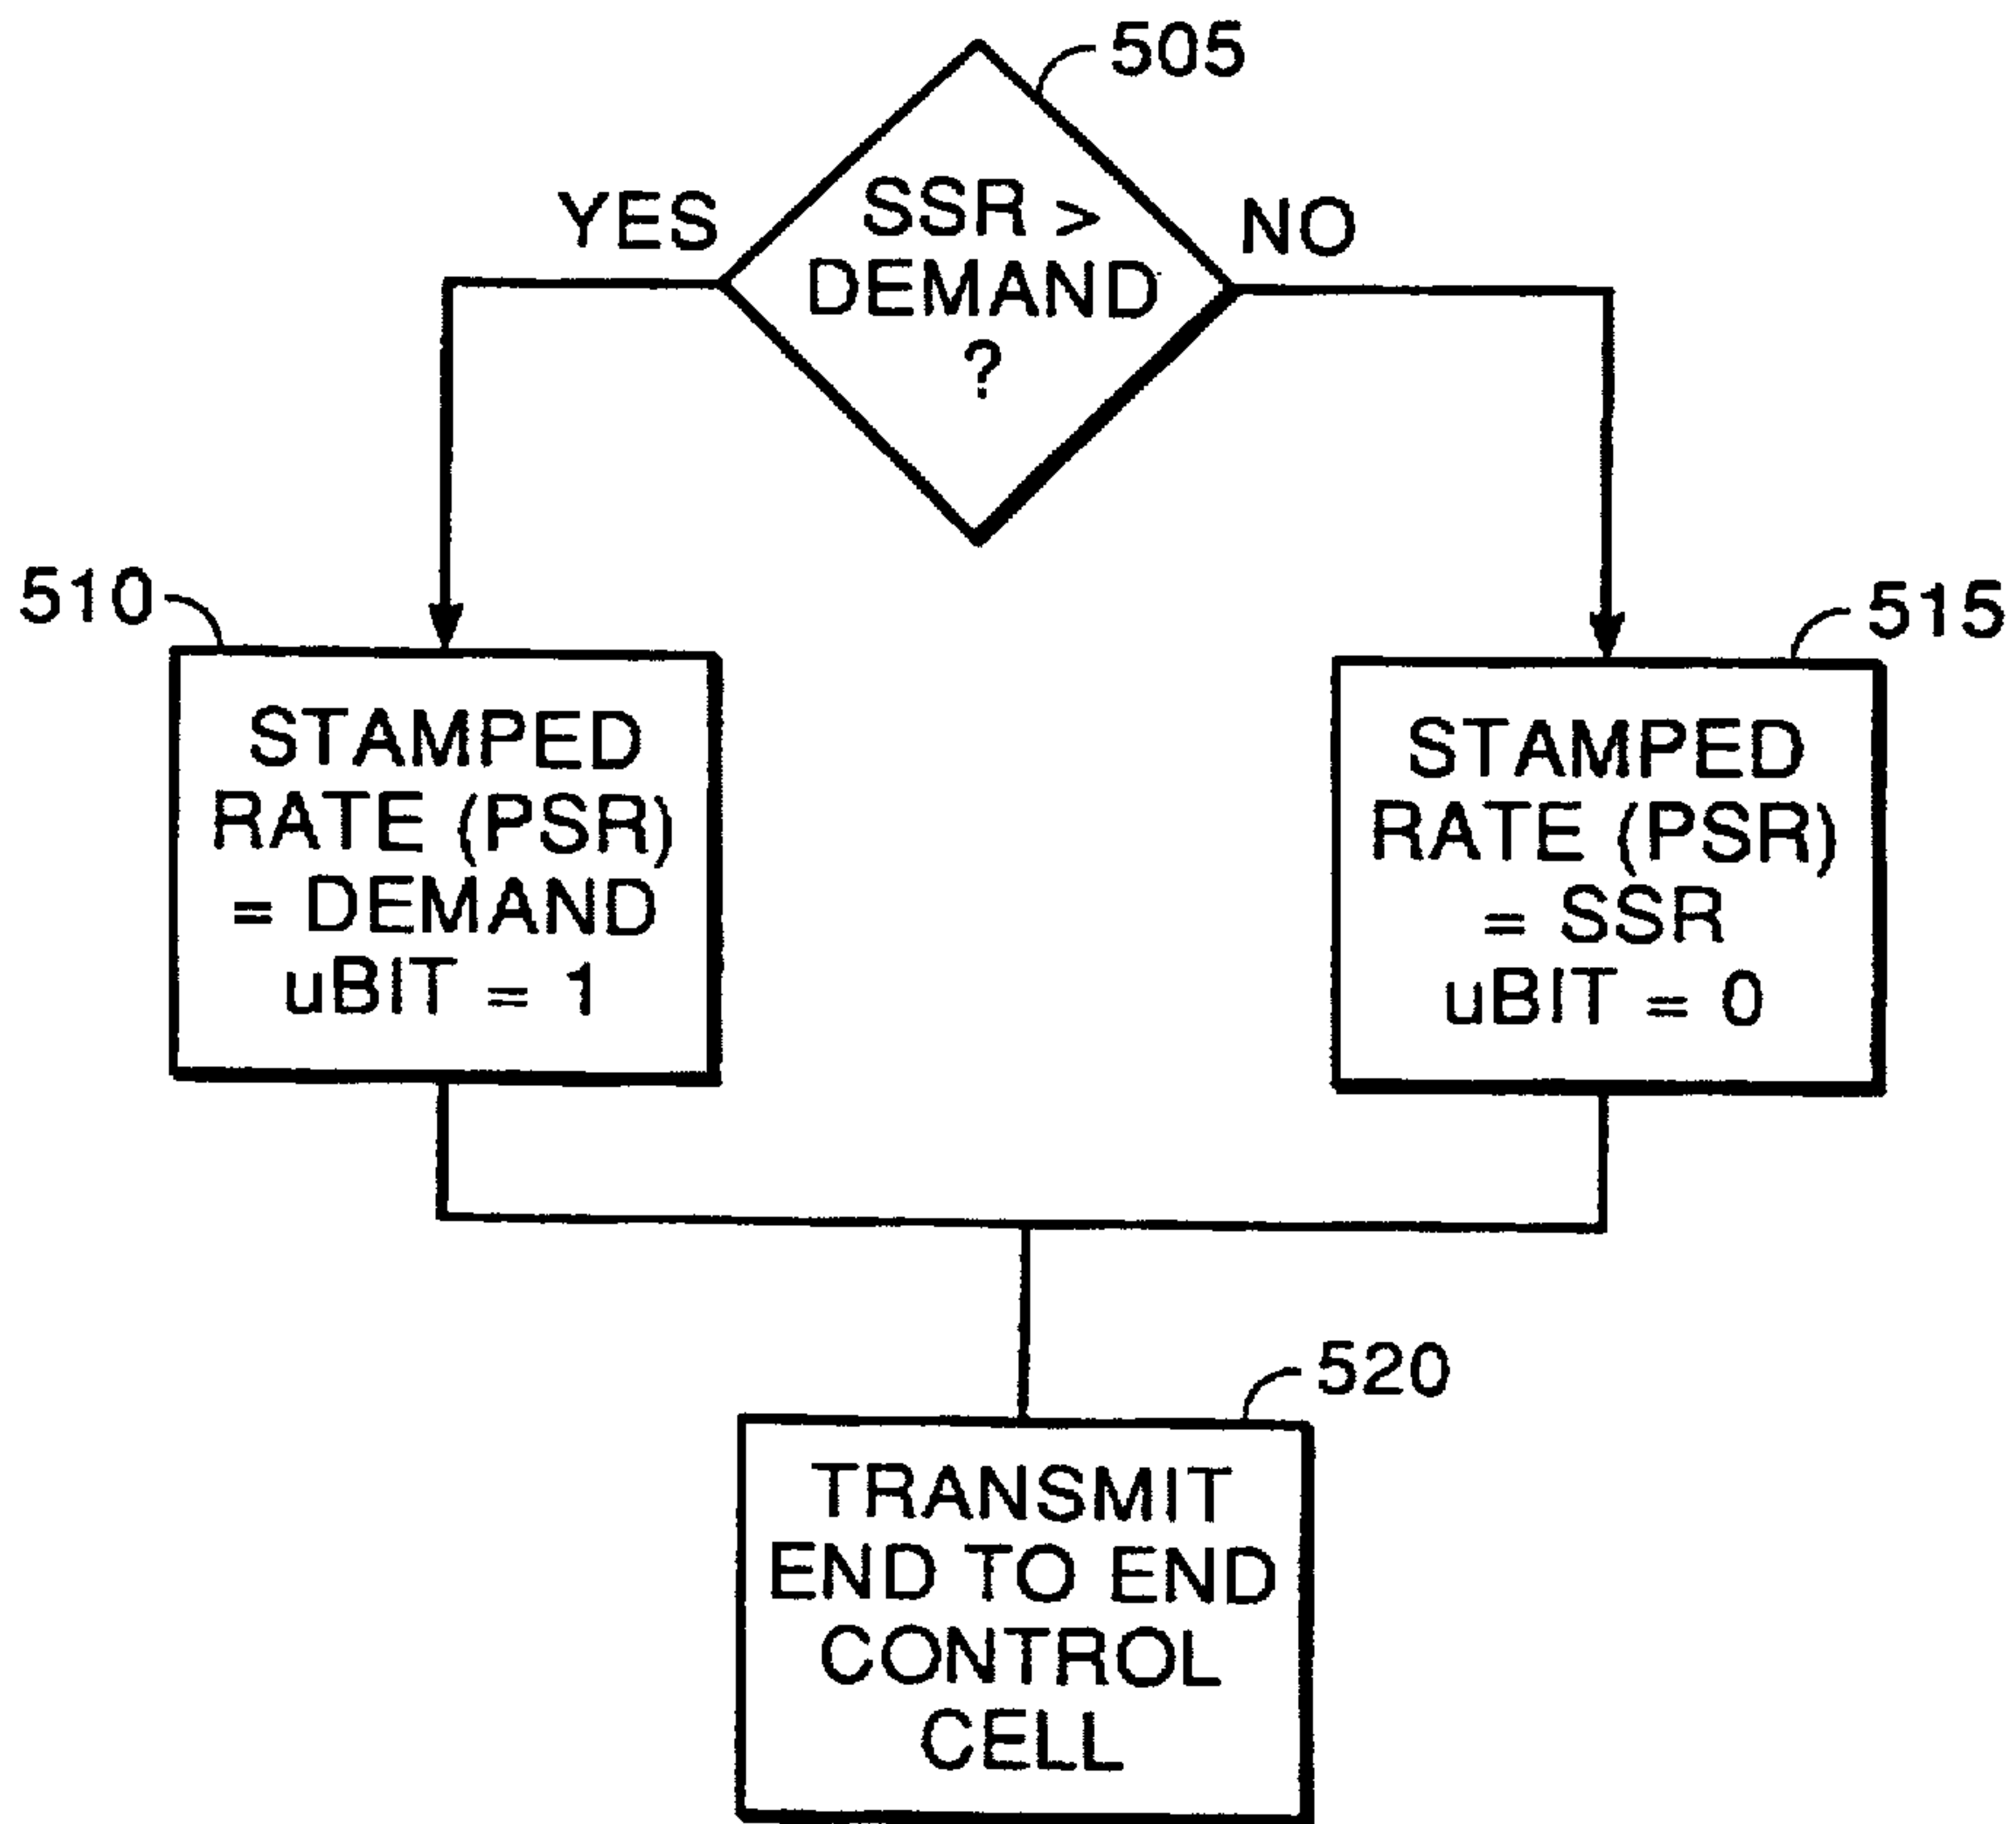 505
SSR >
DEMAND
?
YES
NO
510
STAMPED
RATE (PSR)
= DEMAND
uBIT = 1
515
STAMPED
RATE (PSR)
= SSR
uBIT = 0
520
TRANSMIT
END TO END
CONTROL
CELL